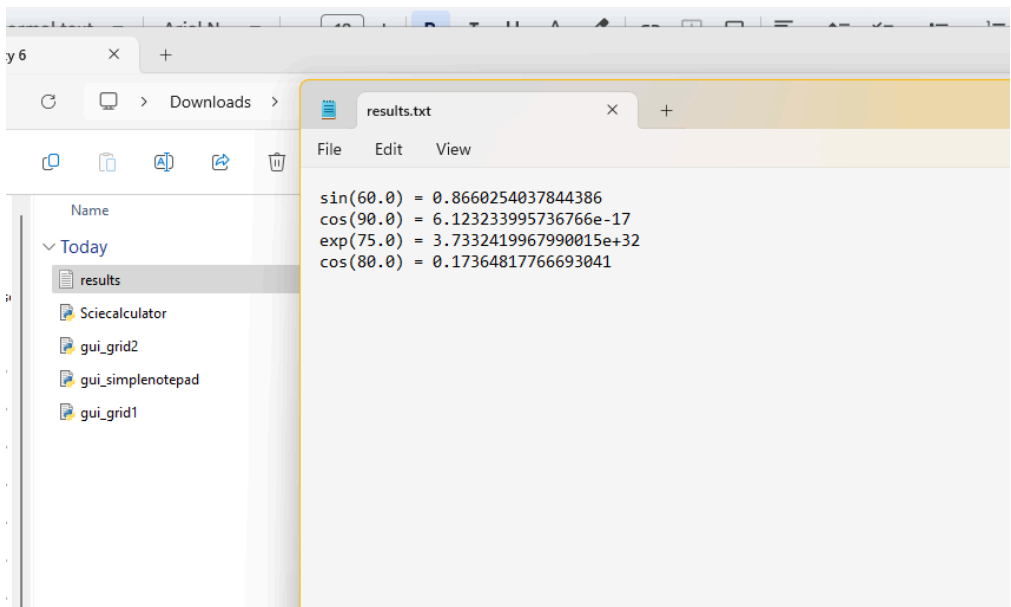 ty 6
Downloads
results.txt
File Edit View
Name
Today
results
Sciecalculator
gui_grid2
gui_simplenotepad
gui_grid1
sin(60.0) = 0.8660254037844386
cos(90.0) = 6.123233995736766e-17
exp(75.0) = 3.7332419967990015e+32
cos(80.0) = 0.17364817766693041